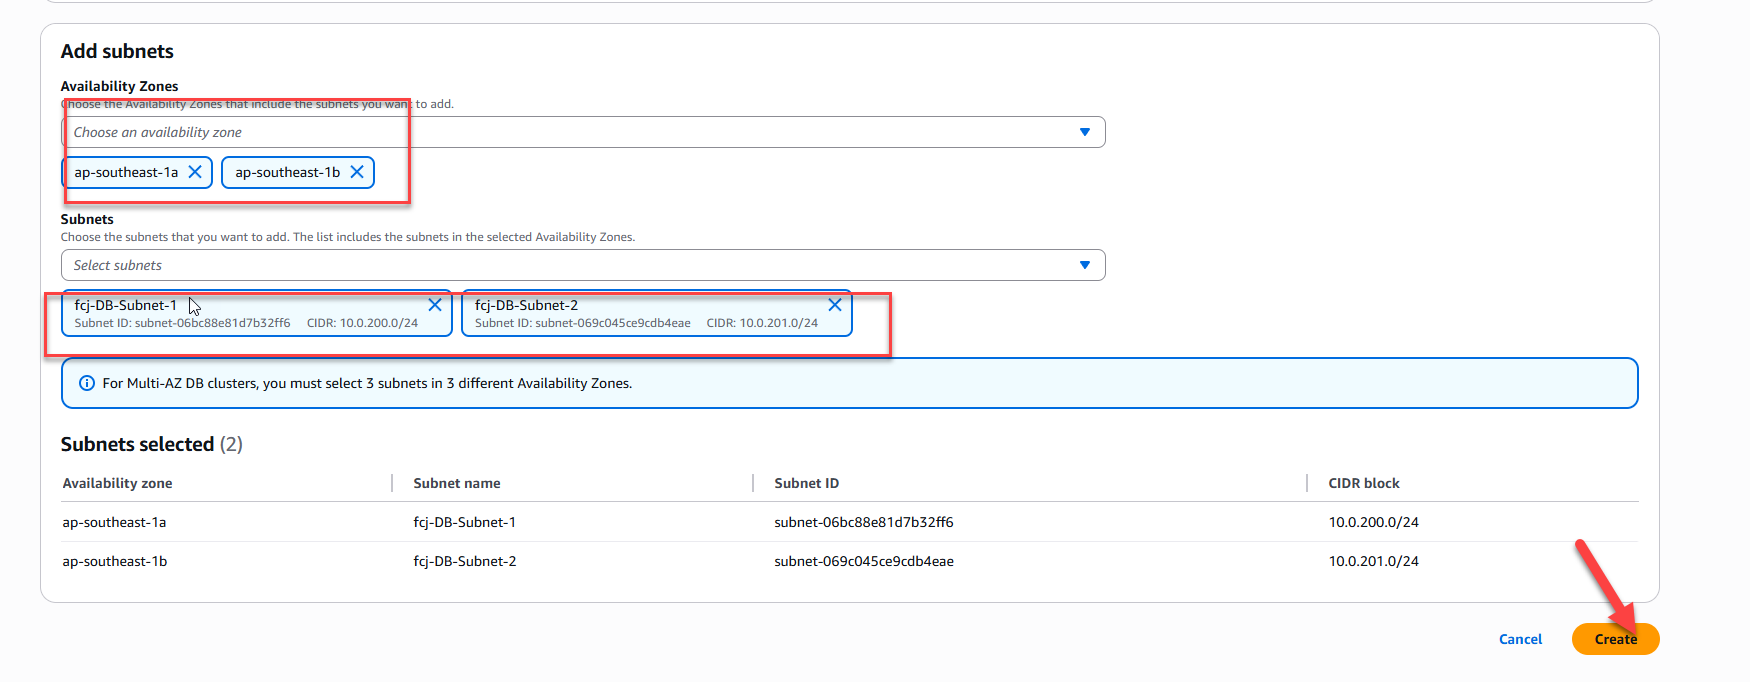 Add subnets
Availability Zones
Choose the Availability Zones that include the subnets you want to add.
Choose an availability zone
ap-southeast-1a ap-southeast-1b
Subnets
Choose the subnets that you want to add. The list includes the subnets in the selected Availability Zones.
Select subnets
fcj-DB-Subnet-1 fcj-DB-Subnet-2
Subnet ID: subnet-06bc88e81d7b32ff6 CIDR: 10.0.200.0/24 Subnet ID: subnet-069c045ce9cdb4eae CIDR: 10.0.201.0/24
For Multi-AZ DB clusters, you must select 3 subnets in 3 different Availability Zones.
Subnets selected (2)
Availability zone Subnet name Subnet ID CIDR block
ap-southeast-1a fcj-DB-Subnet-1 subnet-06bc88e81d7b32ff6 10.0.200.0/24
ap-southeast-1b fcj-DB-Subnet-2 subnet-069c045ce9cdb4eae 10.0.201.0/24
Cancel Create